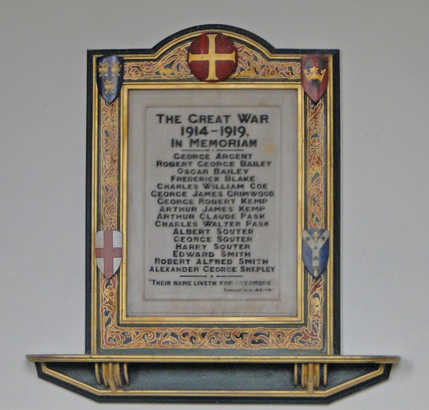 THE GREAT WAR
1914-1919,
IN MEMORIAM
GEORGE ARGENT
ROBERT GEORGE BAILEY
OSCAR BAILEY
FREDERICK BLAKE
CHARLES WILLIAM COE
GEORGE JAMES GRIMWOOD
GEORGE ROBERT KEMP
ARTHUR JAMES KEMP
ARTHUR CLAUDE PASK
CHARLES WALTER PASK
ALBERT SOUTER
GEORGE SOUTER
HARRY SOUTER
EDWARD SMITH
ROBERT ALFRED SMITH
ALEXANDER GEORGE SHEPLEY
"THEIR NAME LIVETH FOR EVERMORE"